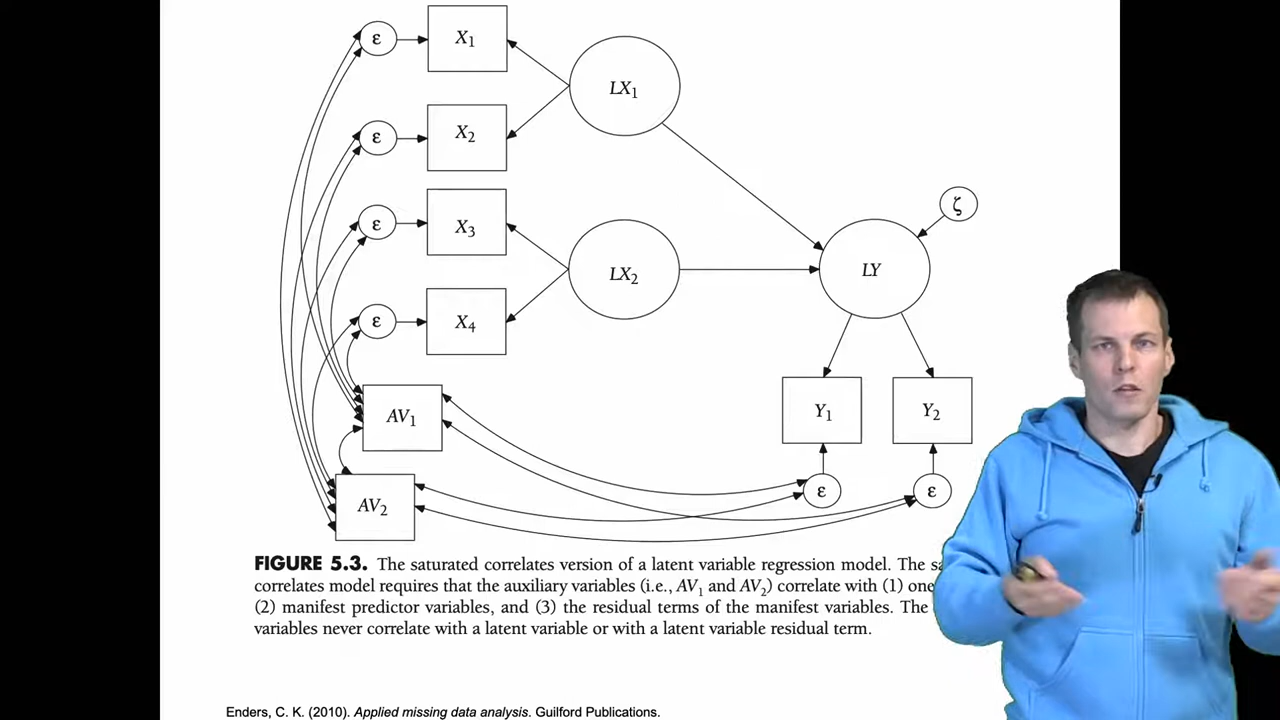 ε
X1
LX1
ε
X2
ε
X3
LX2
ζ
LY
ε
X4
AV1
Y1
Y2
AV2
ε
ε
FIGURE 5.3. The saturated correlates version of a latent variable regression model. The
correlates model requires that the auxiliary variables (i.e., AV1 and AV2) correlate with (1)
(2) manifest predictor variables, and (3) the residual terms of the manifest variables. The
variables never correlate with a latent variable or with a latent variable residual term.
Enders, C. K. (2010). Applied missing data analysis. Guilford Publications.